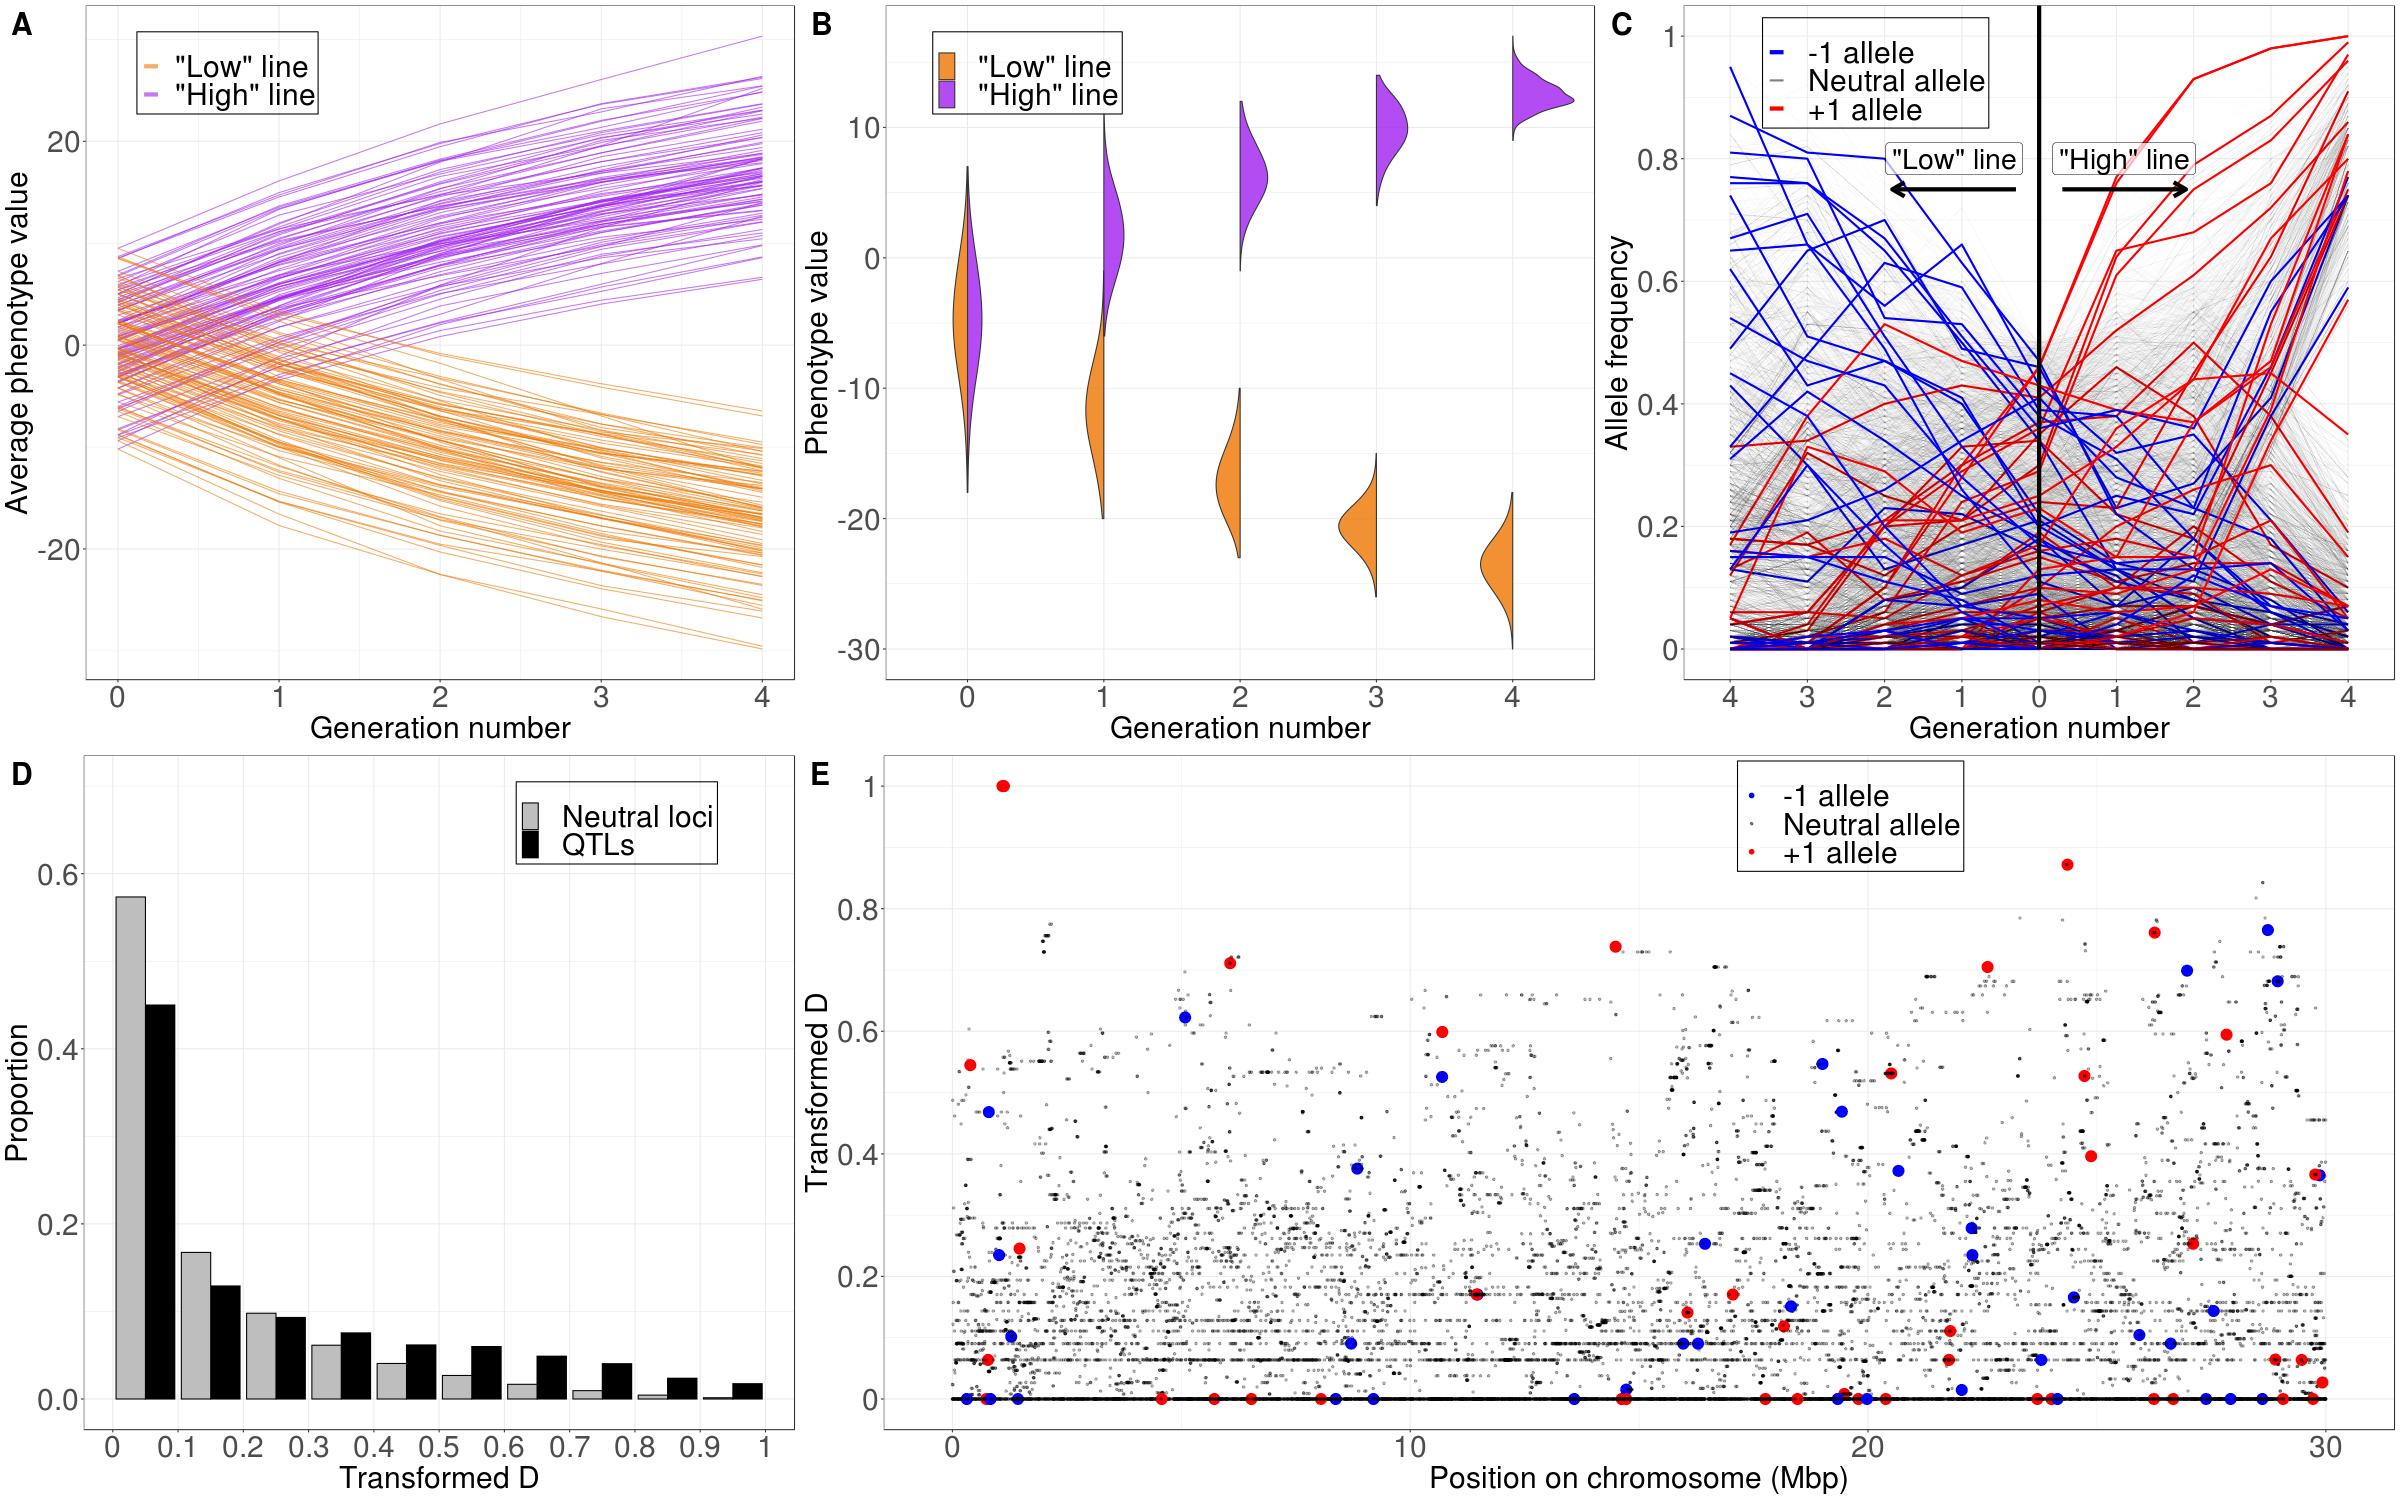 A
"Low" line
"High" line
20
0
-20
Average phenotype value
0 1 2 3 4
Generation number
B
"Low" line
"High" line
10
0
-10
-20
-30
Phenotype value
0 1 2 3 4
Generation number
C
-1 allele
Neutral allele
+1 allele
"Low" line
"High" line
1
0.8
0.6
0.4
0.2
0
Allele frequency
4 3 2 1 0 1 2 3 4
Generation number
D
Neutral loci
QTLs
0.6
0.4
0.2
0.0
Proportion
0 0.1 0.2 0.3 0.4 0.5 0.6 0.7 0.8 0.9 1
Transformed D
E
-1 allele
Neutral allele
+1 allele
1
0.8
0.6
0.4
0.2
0
Transformed D
0 10 20 30
Position on chromosome (Mbp)